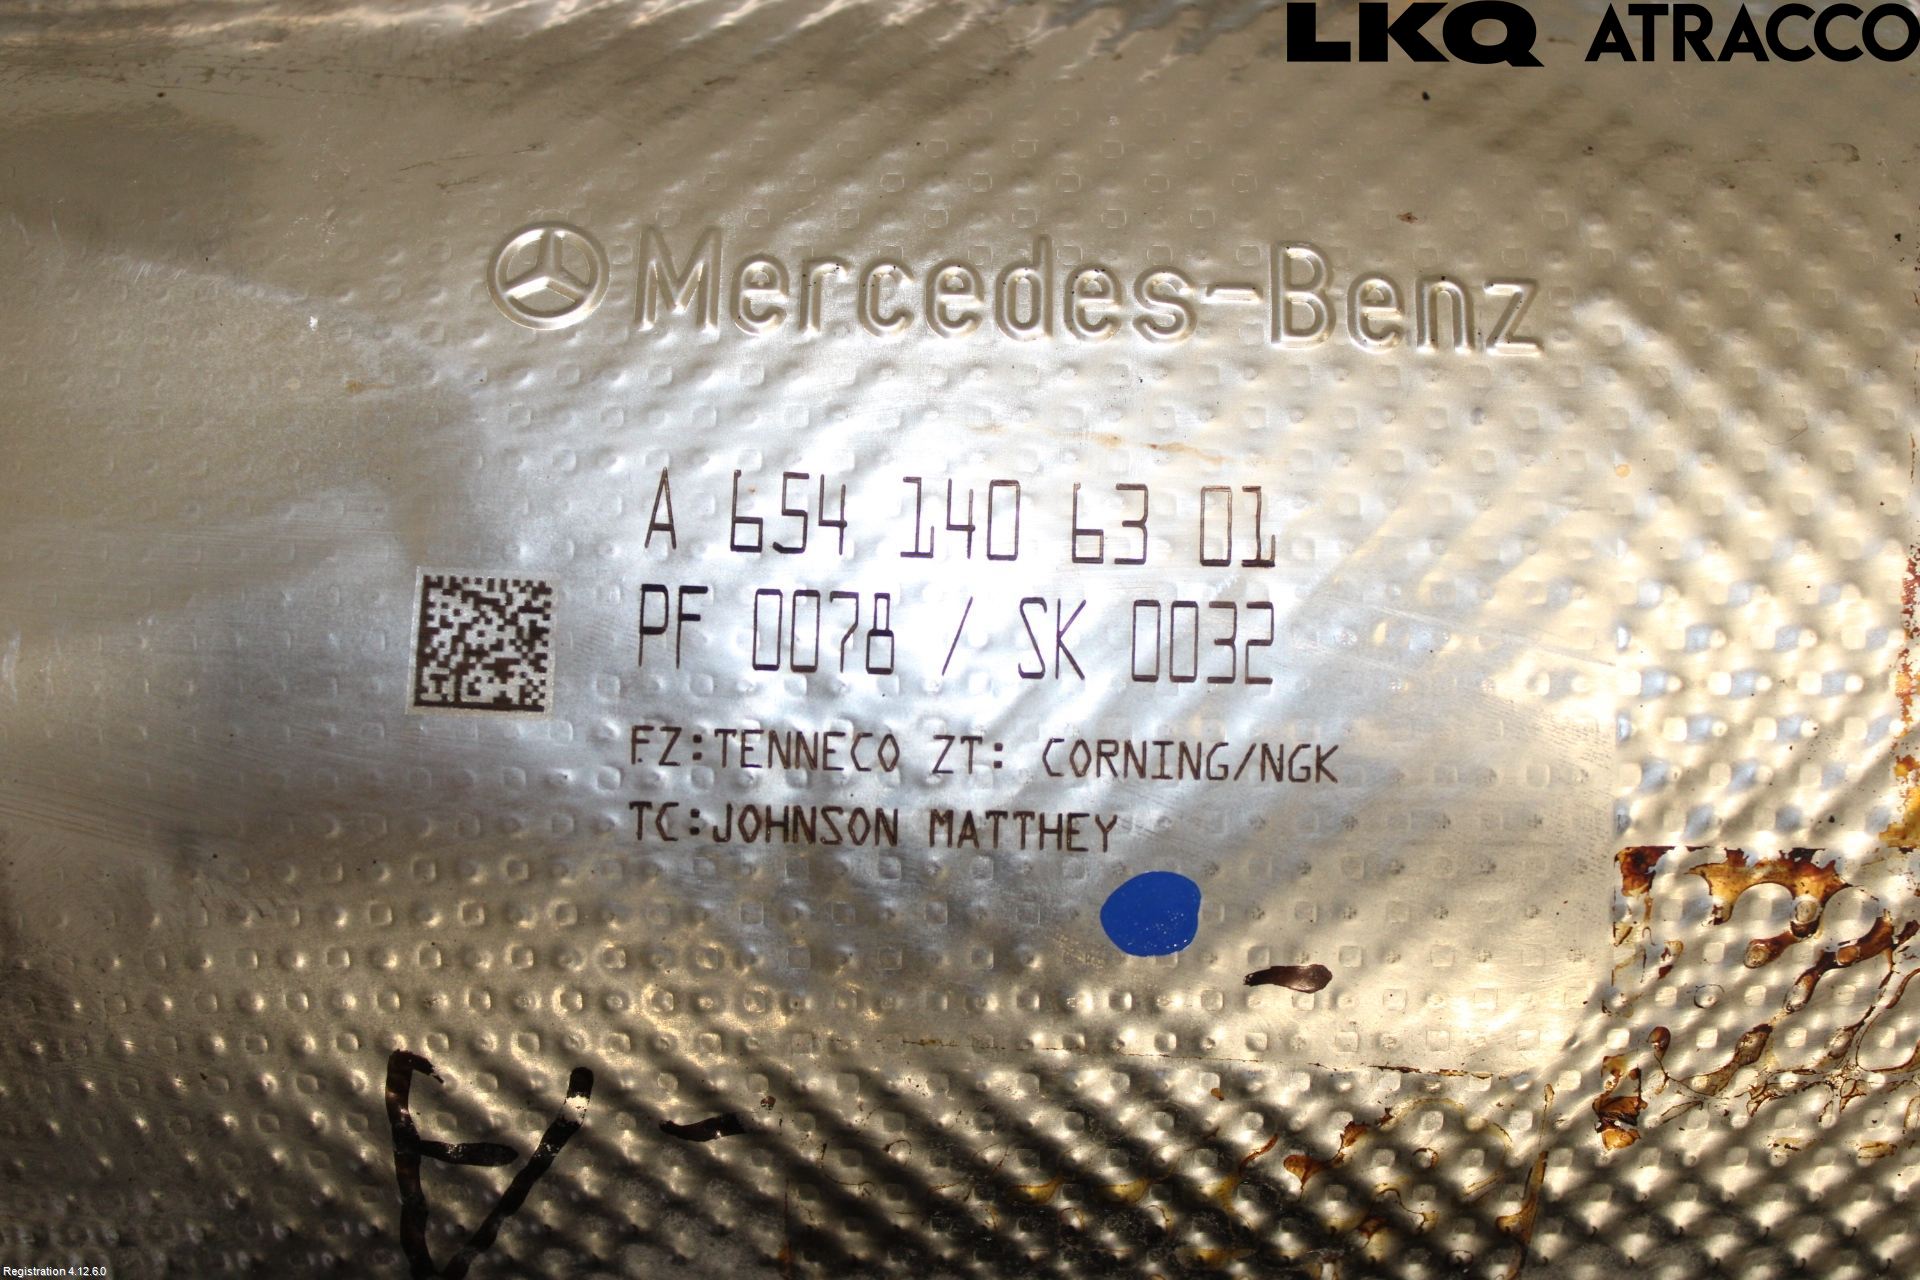 LKQ ATRACCO
Mercedes-Benz
A 654 140 63 01
PF 0078 / SK 0032
FZ:TENNECO ZT: CORNING/NGK
TC:JOHNSON MATTHEY
Registration 4.12.6.0